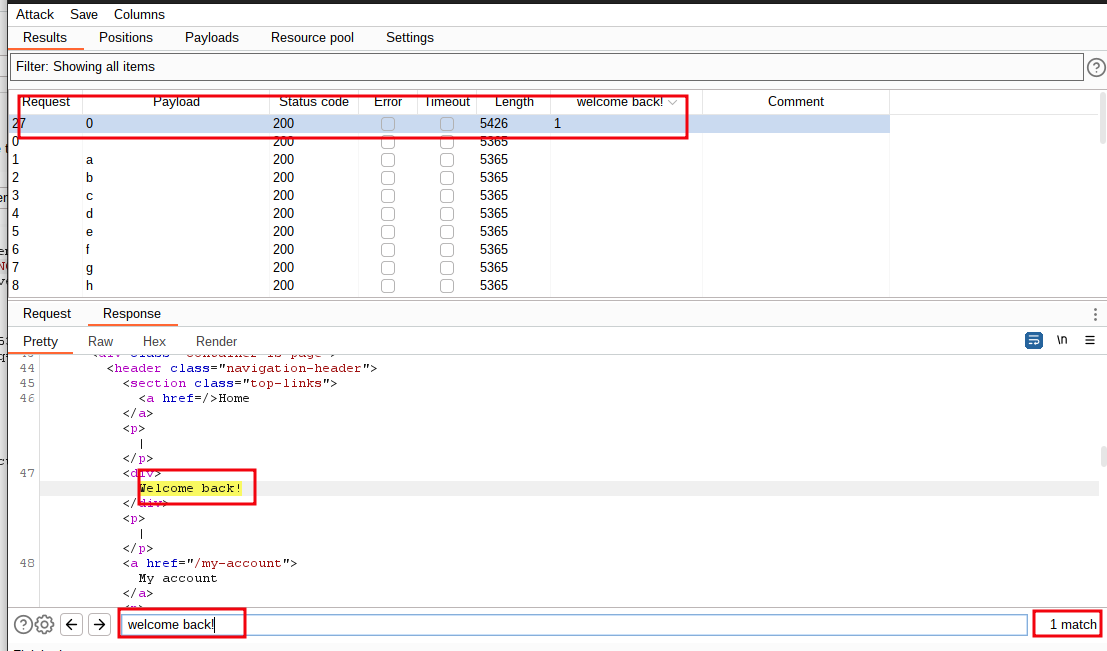 Attack Save Columns
Results Positions Payloads Resource pool Settings
Filter: Showing all items
Request Payload Status code Error Timeout Length welcome back! Comment
27 0 200 5426 1
0 200 5365
1 a 200 5365
2 b 200 5365
3 c 200 5365
4 d 200 5365
5 e 200 5365
6 f 200 5365
7 g 200 5365
8 h 200 5365
Request Response
Pretty Raw Hex Render \n
44 <header class="navigation-header">
45 <section class="top-links">
46 <a href=/>Home
</a>
<p>
|
</p>
47 <div>
Welcome back!
</div>
<p>
|
</p>
48 <a href="/my-account">
My account
</a>
welcome back! 1 match